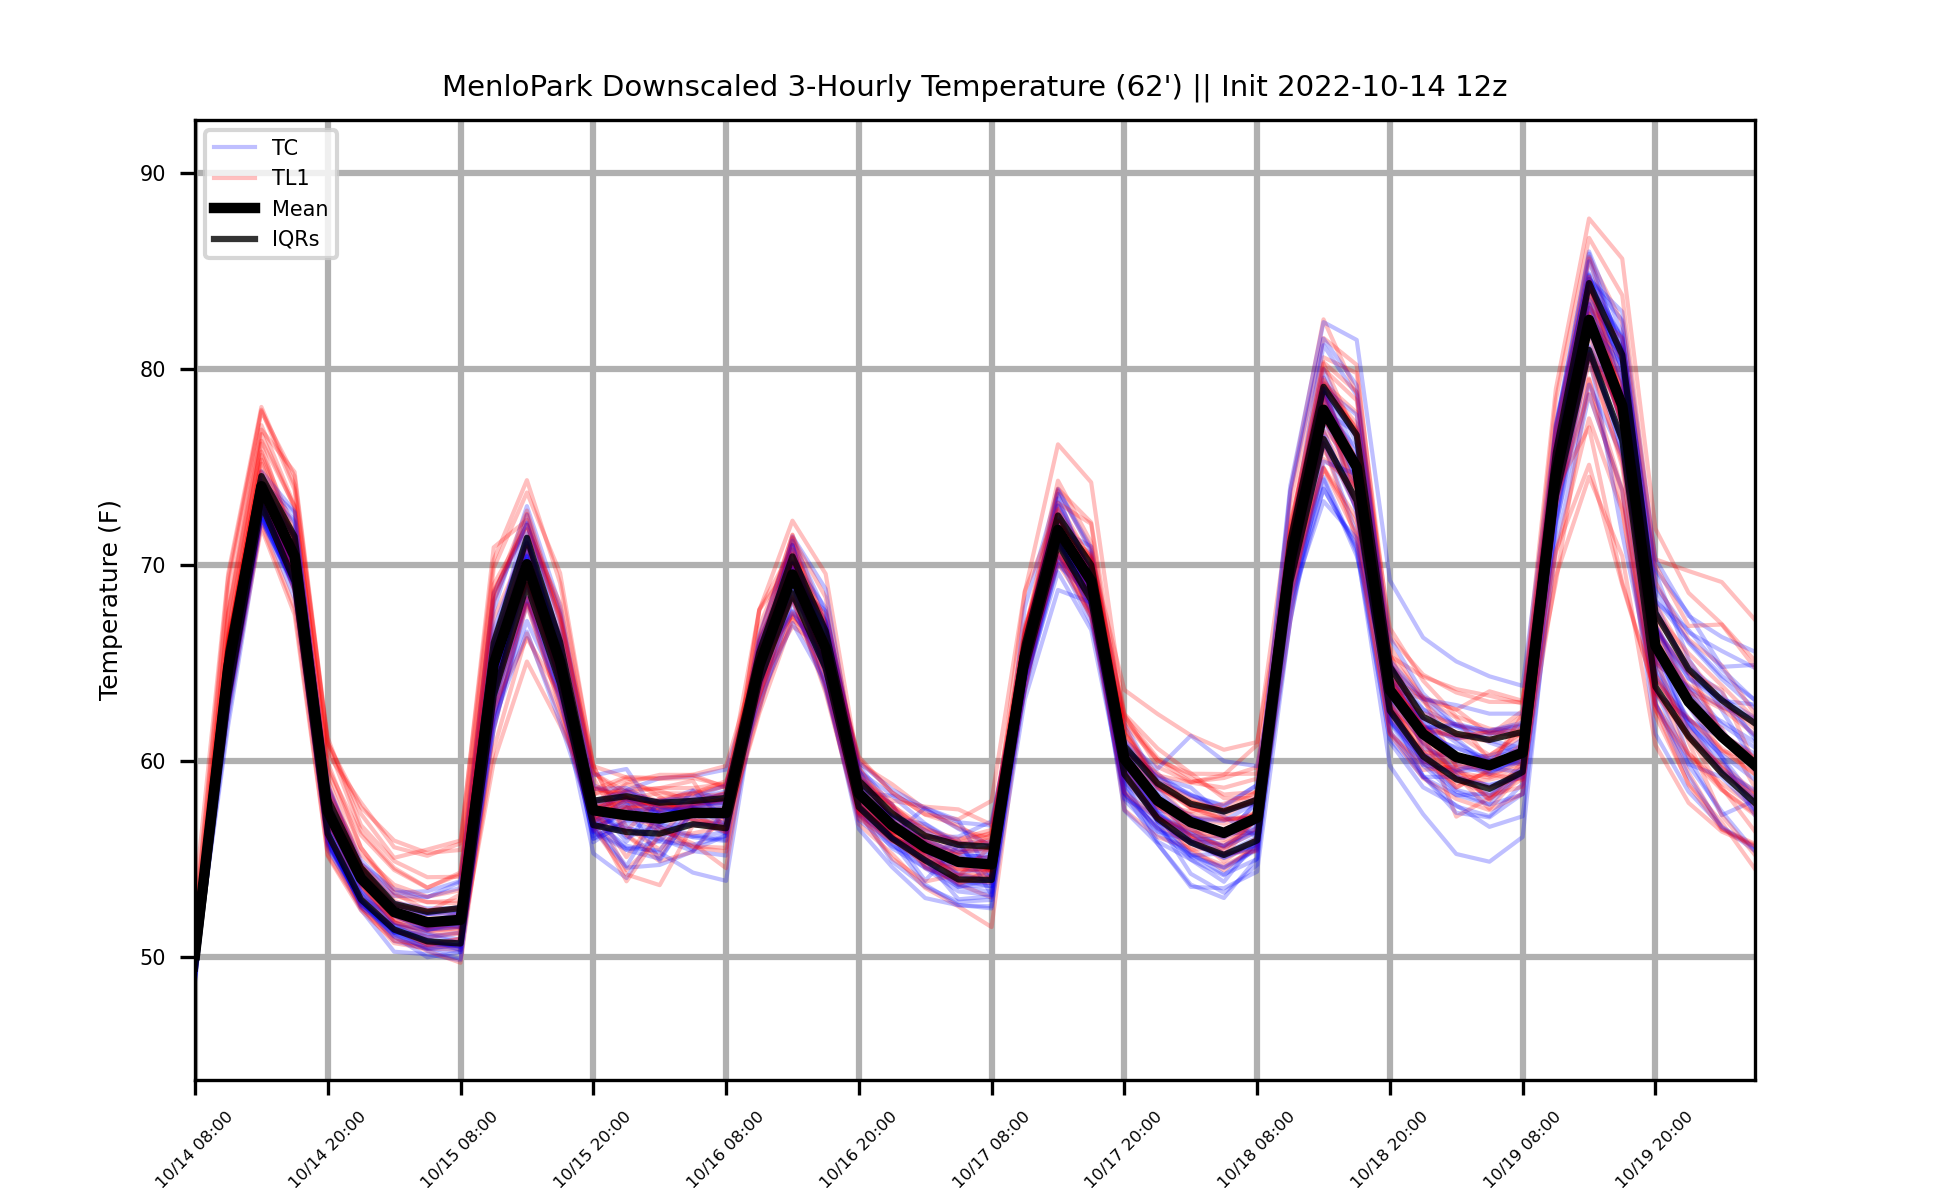 MenloPark Downscaled 3-Hourly Temperature (62') || Init 2022-10-14 12z
TC
TL1
Mean
IQRs
Temperature (F)
90
80
70
60
50
10/14 08:00
10/14 20:00
10/15 08:00
10/15 20:00
10/16 08:00
10/16 20:00
10/17 08:00
10/17 20:00
10/18 08:00
10/18 20:00
10/19 08:00
10/19 20:00